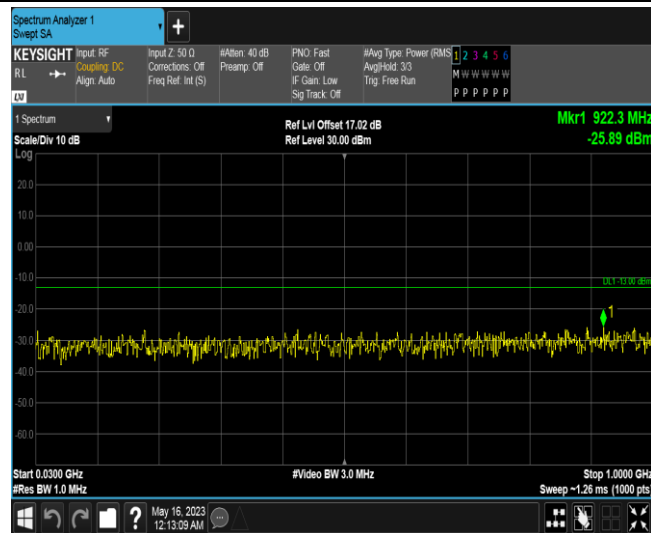 Spectrum Analyzer 1
Swept SA
+
KEYSIGHT
RL
LXI
Input: RF
Coupling: DC
Align: Auto
Input Z: 50 Ω
Corrections: Off
Freq Ref: Int (S)
#Atten: 40 dB
Preamp: Off
PNO: Fast
Gate: Off
IF Gain: Low
Sig Track: Off
#Avg Type: Power (RMS
Avg|Hold: 3/3
Trig: Free Run
1 2 3 4 5 6
M W W W W W
P P P P P P
1 Spectrum
Scale/Div 10 dB
Ref Lvl Offset 17.02 dB
Ref Level 30.00 dBm
Mkr1 922.3 MHz
-25.89 dBm
Log
20.0
10.0
0.00
-10.0
DL1 -13.00 dBm
-20.0
1
-30.0
-40.0
-50.0
-60.0
Start 0.0300 GHz
#Video BW 3.0 MHz
Stop 1.0000 GHz
#Res BW 1.0 MHz
Sweep ~1.26 ms (1000 pts)
?
May 16, 2023
12:13:09 AM